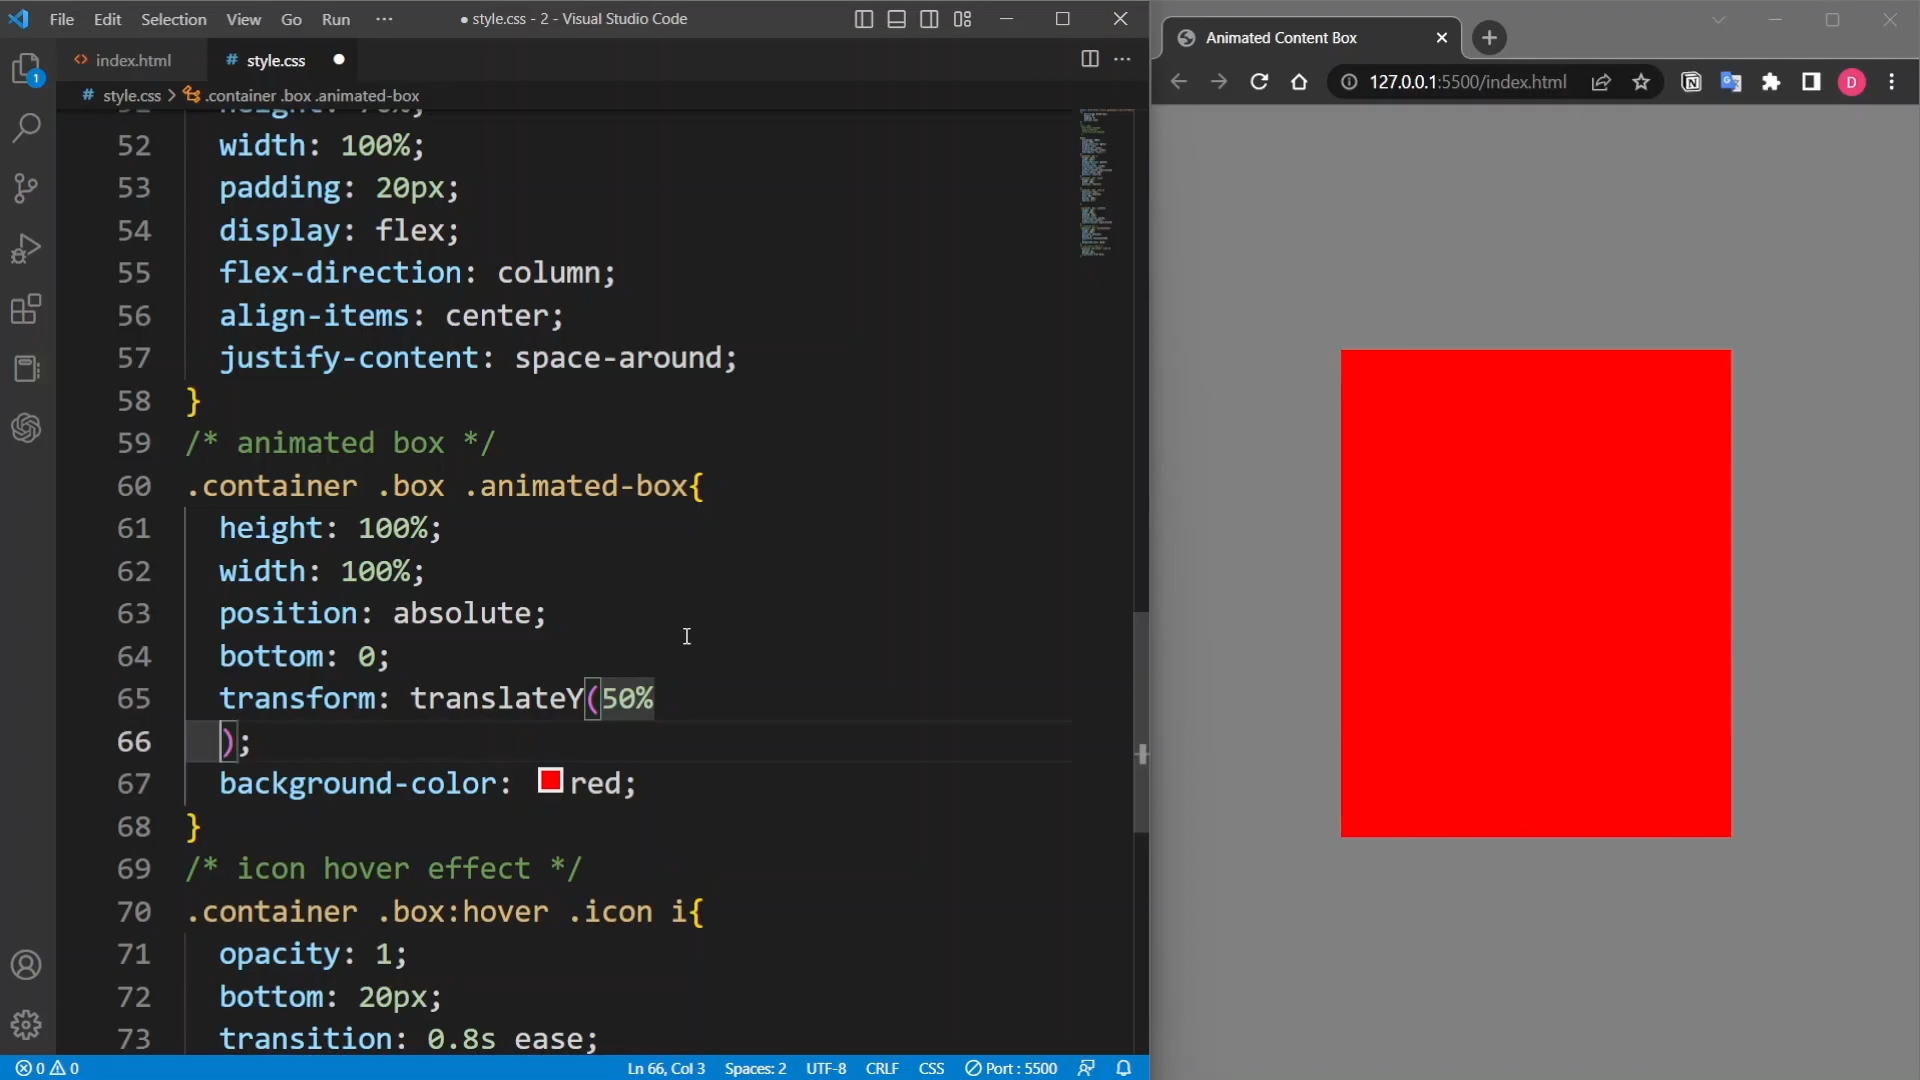 File Edit Selection View Go Run ···
● style.css - 2 - Visual Studio Code
index.html
# style.css ●
# style.css > .container .box .animated-box
52 width: 100%;
53 padding: 20px;
54 display: flex;
55 flex-direction: column;
56 align-items: center;
57 justify-content: space-around;
58 }
59 /* animated box */
60 .container .box .animated-box{
61 height: 100%;
62 width: 100%;
63 position: absolute;
64 bottom: 0;
65 transform: translateY(50%
66 );
67 background-color: red;
68 }
69 /* icon hover effect */
70 .container .box:hover .icon i{
71 opacity: 1;
72 bottom: 20px;
73 transition: 0.8s ease;
1
0 0
Ln 66, Col 3 Spaces: 2 UTF-8 CRLF CSS Port : 5500
Animated Content Box
127.0.0.1:5500/index.html
D